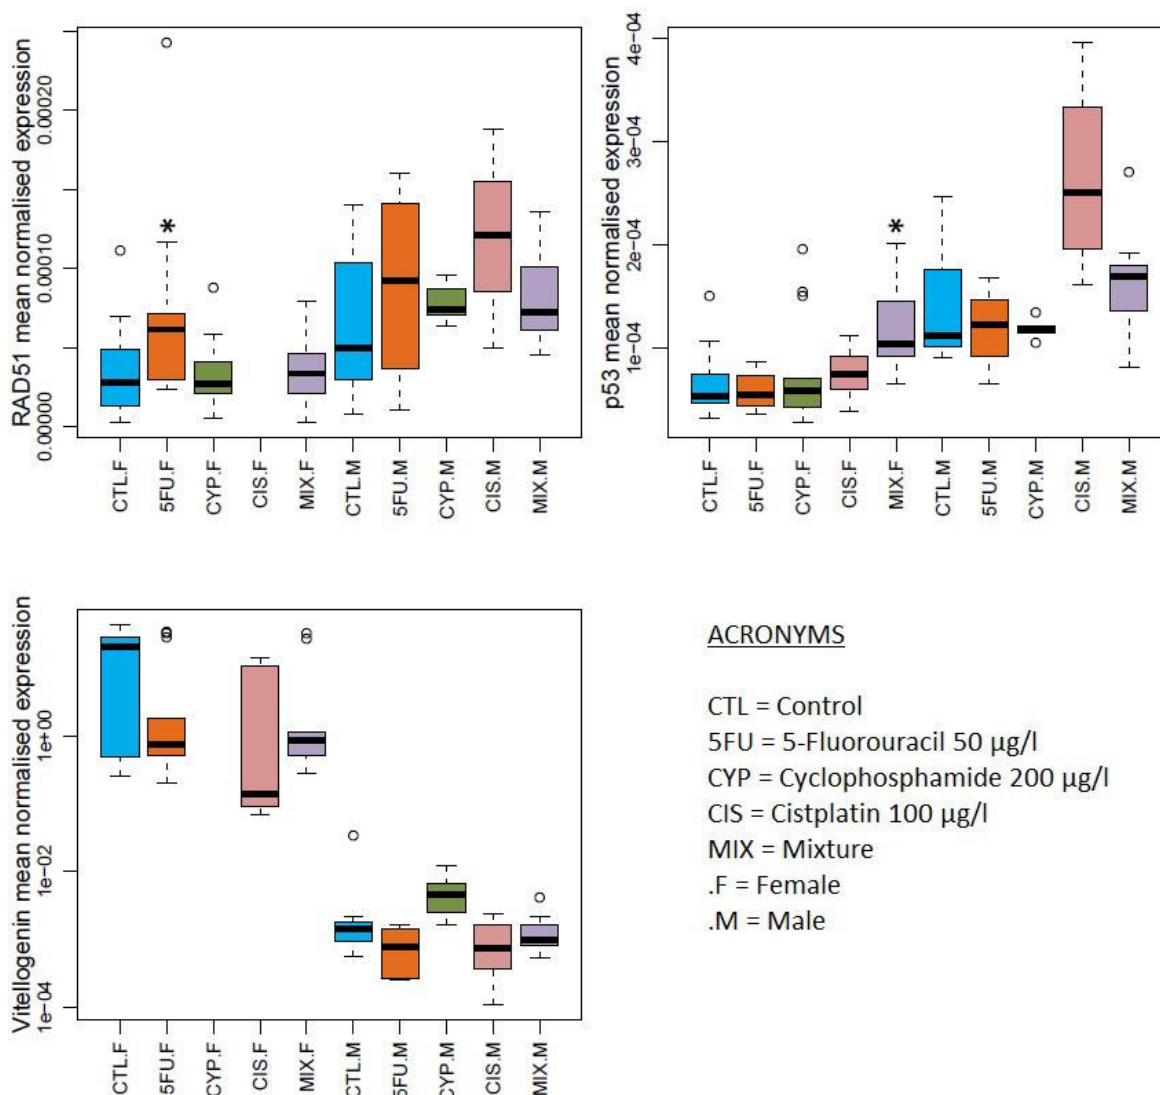 RAD51 mean normalised expression
0.00000
0.00010
0.00020
*
CTL.F
5FU.F
CYP.F
CIS.F
MIX.F
CTL.M
5FU.M
CYP.M
CIS.M
MIX.M
p53 mean normalised expression
1e-04
2e-04
3e-04
4e-04
*
CTL.F
5FU.F
CYP.F
CIS.F
MIX.F
CTL.M
5FU.M
CYP.M
CIS.M
MIX.M
Vitellogenin mean normalised expression
1e-04
1e-02
1e+00
CTL.F
5FU.F
CYP.F
CIS.F
MIX.F
CTL.M
5FU.M
CYP.M
CIS.M
MIX.M
ACRONYMS
CTL = Control
5FU = 5-Fluorouracil 50 µg/l
CYP = Cyclophosphamide 200 µg/l
CIS = Cistplatin 100 µg/l
MIX = Mixture
.F = Female
.M = Male